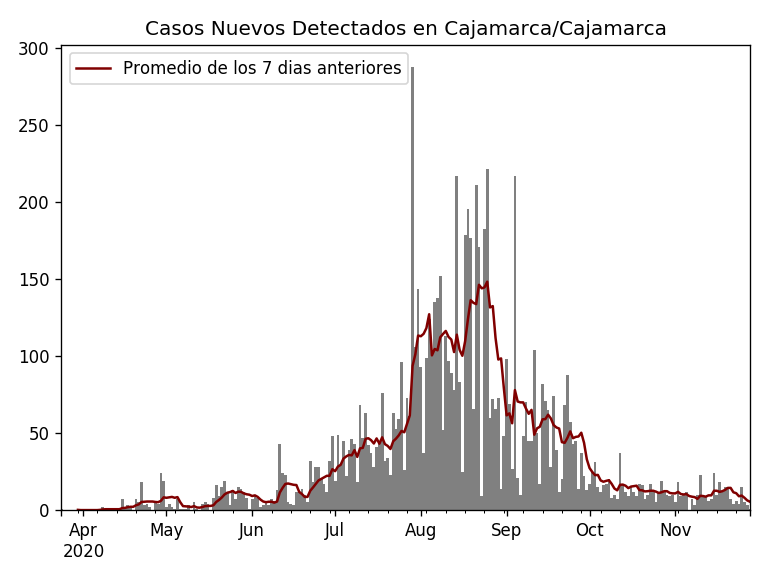 Casos Nuevos Detectados en Cajamarca/Cajamarca
Promedio de los 7 dias anteriores
300
250
200
150
100
50
0
Apr May Jun Jul Aug Sep Oct Nov
2020